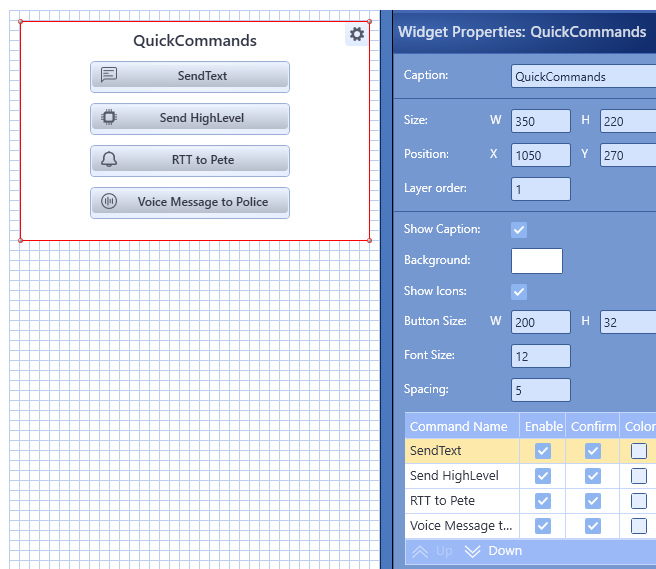 QuickCommands
SendText
Send HighLevel
RTT to Pete
Voice Message to Police
Widget Properties: QuickCommands
Caption: QuickCommands
Size: W 350 H 220
Position: X 1050 Y 270
Layer order: 1
Show Caption:
Background:
Show Icons:
Button Size: W 200 H 32
Font Size: 12
Spacing: 5
Command Name Enable Confirm Color
SendText
Send HighLevel
RTT to Pete
Voice Message t...
Up Down